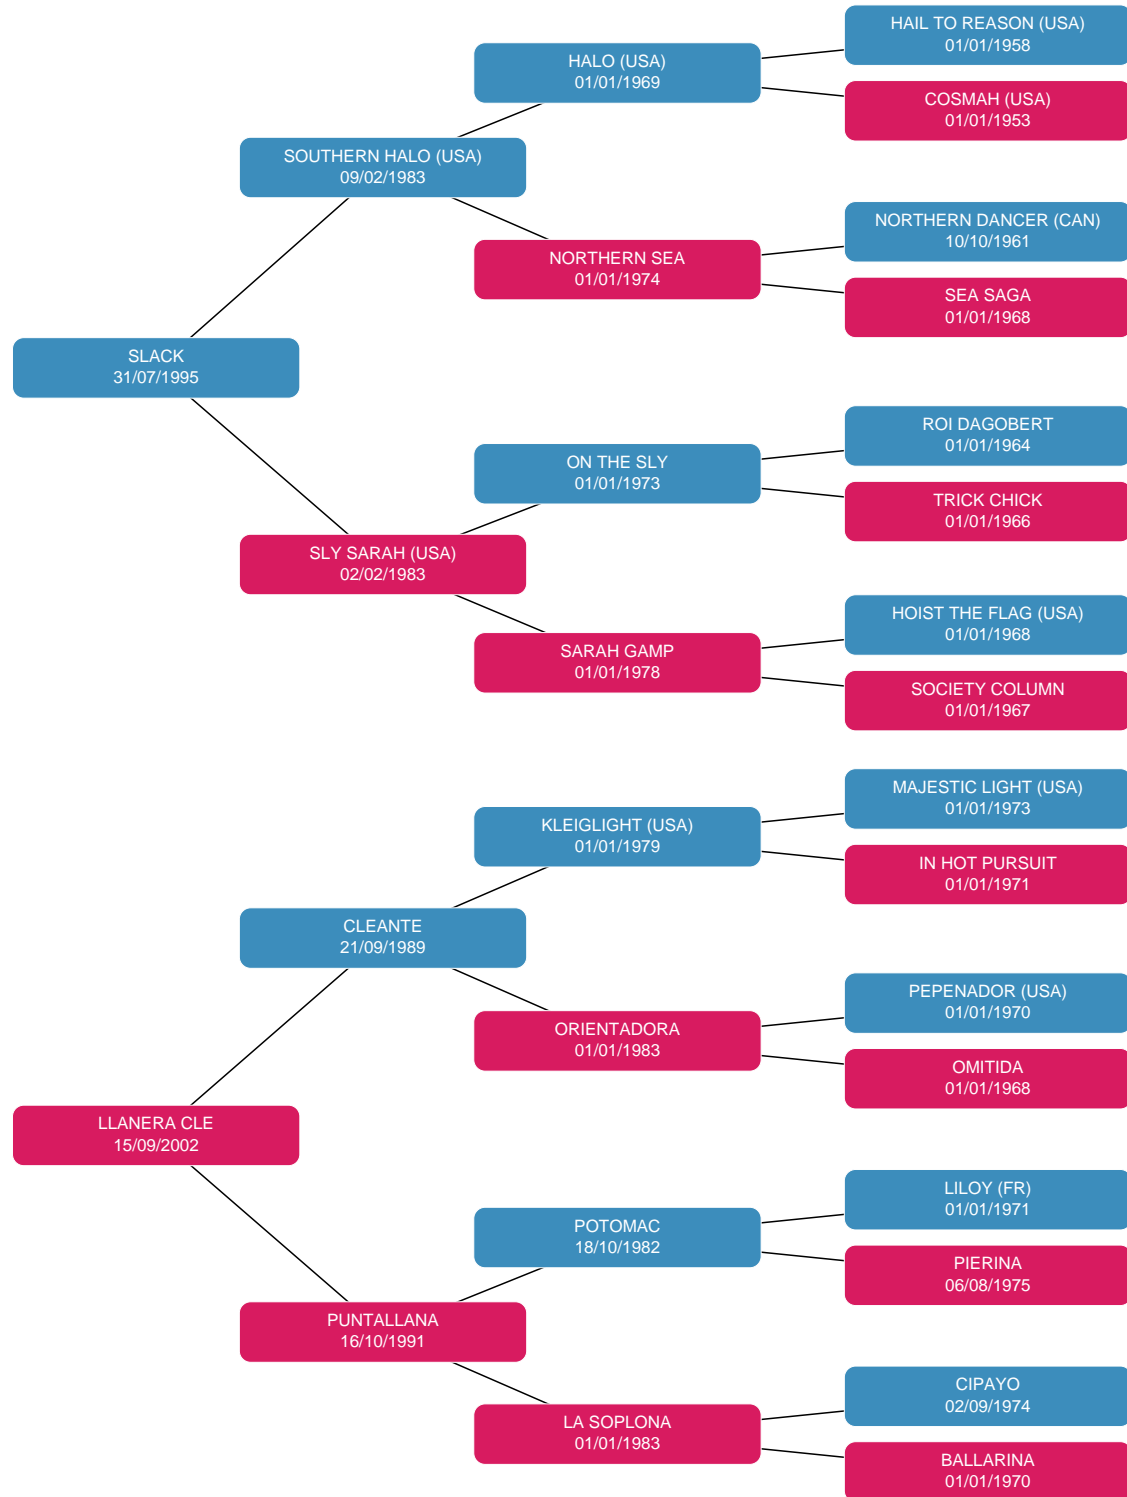 HAIL TO REASON (USA)
01/01/1958
HALO (USA)
01/01/1969
COSMAH (USA)
01/01/1953
SOUTHERN HALO (USA)
09/02/1983
NORTHERN DANCER (CAN)
10/10/1961
NORTHERN SEA
01/01/1974
SEA SAGA
01/01/1968
SLACK
31/07/1995
ROI DAGOBERT
01/01/1964
ON THE SLY
01/01/1973
TRICK CHICK
01/01/1966
SLY SARAH (USA)
02/02/1983
HOIST THE FLAG (USA)
01/01/1968
SARAH GAMP
01/01/1978
SOCIETY COLUMN
01/01/1967
MAJESTIC LIGHT (USA)
01/01/1973
KLEIGLIGHT (USA)
01/01/1979
IN HOT PURSUIT
01/01/1971
CLEANTE
21/09/1989
PEPENADOR (USA)
01/01/1970
ORIENTADORA
01/01/1983
OMITIDA
01/01/1968
LLANERA CLE
15/09/2002
LILOY (FR)
01/01/1971
POTOMAC
18/10/1982
PIERINA
06/08/1975
PUNTALLANA
16/10/1991
CIPAYO
02/09/1974
LA SOPLONA
01/01/1983
BALLARINA
01/01/1970